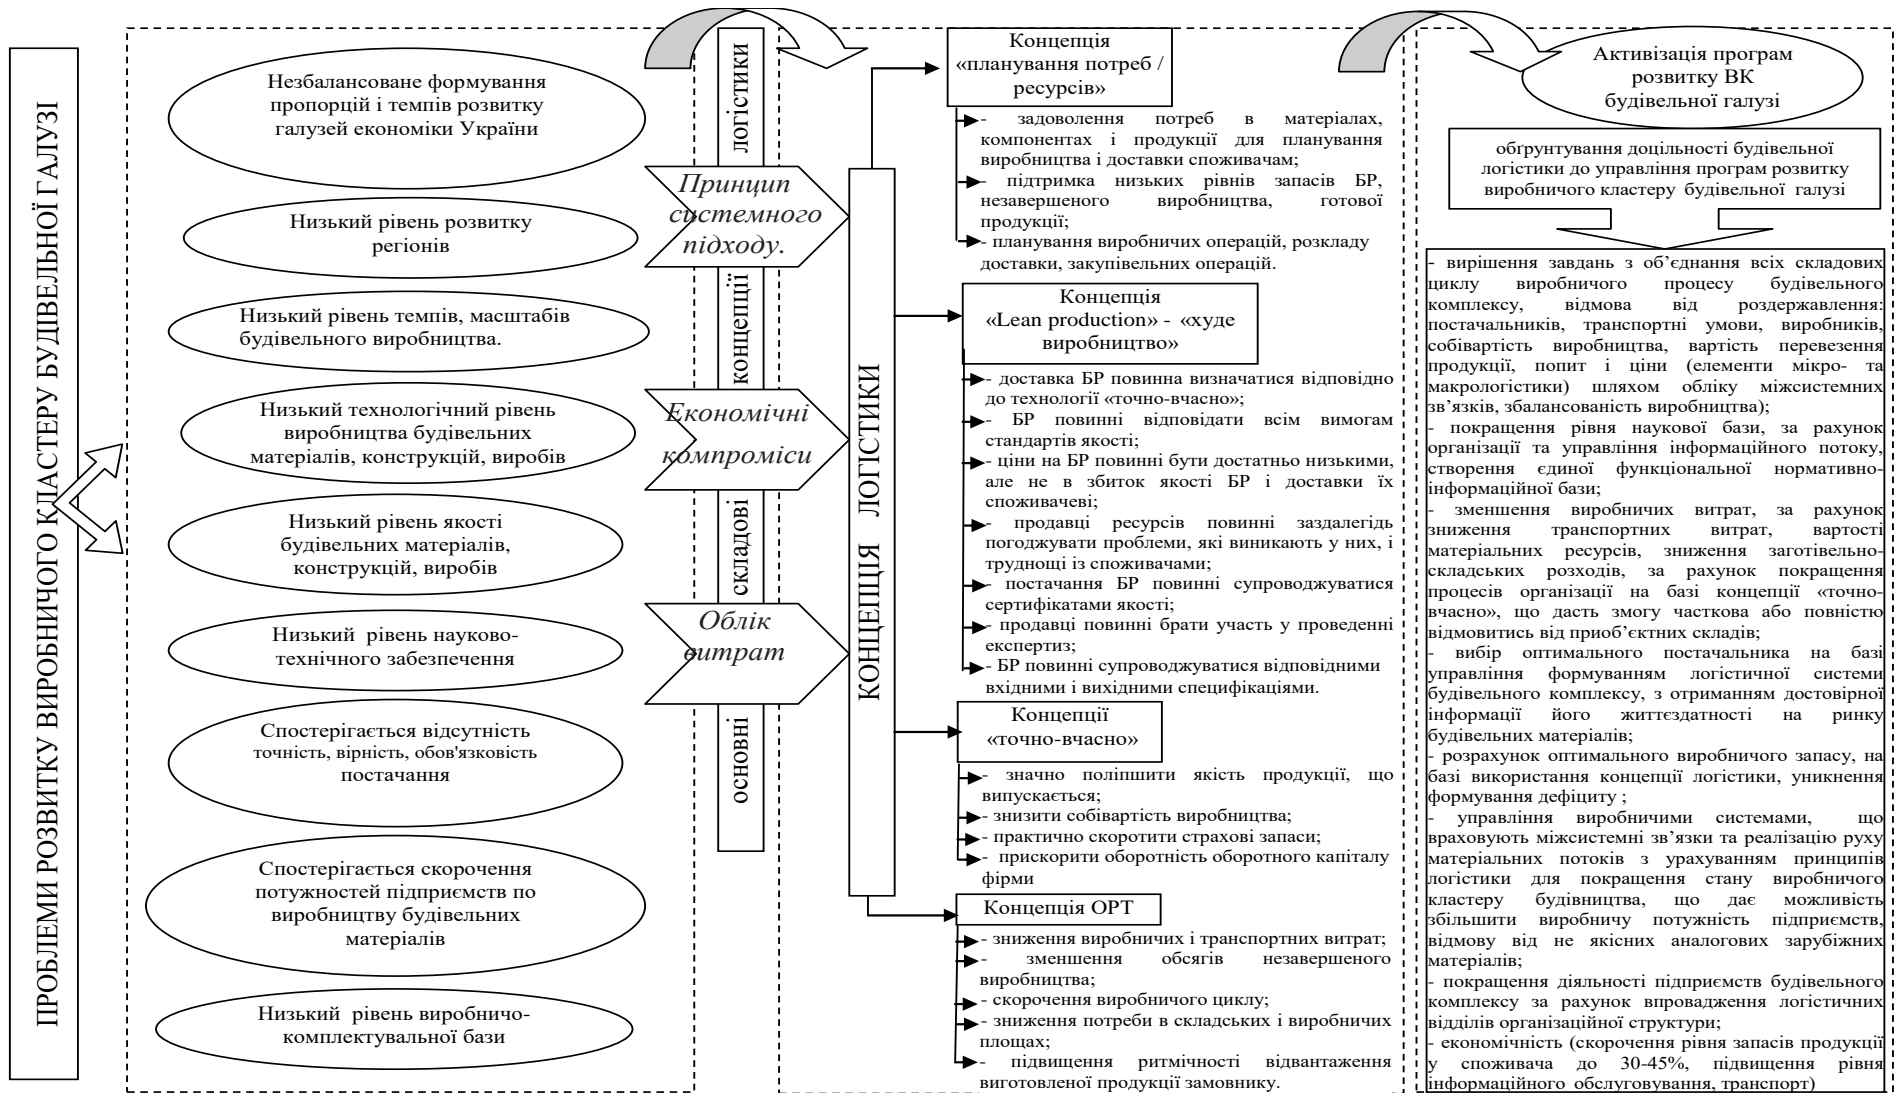 ПРОБЛЕМИ РОЗВИТКУ ВИРОБНИЧОГО КЛАСТЕРУ БУДІВЕЛЬНОЇ ГАЛУЗІ
Незбалансоване формування
пропорцій і темпів розвитку
галузей економіки України
Низький рівень розвитку
регіонів
Низький рівень темпів, масштабів
будівельного виробництва.
Низький технологічний рівень
виробництва будівельних
матеріалів, конструкцій, виробів
Низький рівень якості
будівельних матеріалів,
конструкцій, виробів
Низький рівень науково-
технічного забезпечення
Спостерігається відсутність
точність, вірність, обов'язковість
постачання
Спостерігається скорочення
потужностей підприємств по
виробництву будівельних
матеріалів
Низький рівень виробничо-
комплектувальної бази
основні складові концепції логістики
Принцип
системного
підходу.
Економічні
компроміси
Облік
витрат
КОНЦЕПЦІЯ ЛОГІСТИКИ
Концепція
«планування потреб /
ресурсів»
- задоволення потреб в матеріалах,
компонентах і продукції для планування
виробництва і доставки споживачам;
- підтримка низьких рівнів запасів БР,
незавершеного виробництва, готової
продукції;
- планування виробничих операцій, розкладу
доставки, закупівельних операцій.
Концепція
«Lean production» - «худе
виробництво»
- доставка БР повинна визначатися відповідно
до технології «точно-вчасно»;
- БР повинні відповідати всім вимогам
стандартів якості;
- ціни на БР повинні бути достатньо низькими,
але не в збиток якості БР і доставки їх
споживачеві;
- продавці ресурсів повинні заздалегідь
погоджувати проблеми, які виникають у них, і
труднощі із споживачами;
- постачання БР повинні супроводжуватися
сертифікатами якості;
- продавці повинні брати участь у проведенні
експертиз;
- БР повинні супроводжуватися відповідними
вхідними і вихідними специфікаціями.
Концепції
«точно-вчасно»
- значно поліпшити якість продукції, що
випускається;
- знизити собівартість виробництва;
- практично скоротити страхові запаси;
- прискорити оборотність оборотного капіталу
фірми
Концепція ОРТ
- зниження виробничих і транспортних витрат;
- зменшення обсягів незавершеного
виробництва;
- скорочення виробничого циклу;
- зниження потреби в складських і виробничих
площах;
- підвищення ритмічності відвантаження
виготовленої продукції замовнику.
Активізація програм
розвитку ВК
будівельної галузі
обґрунтування доцільності будівельної
логістики до управління програм розвитку
виробничого кластеру будівельної галузі
- вирішення завдань з об’єднання всіх складових
циклу виробничого процесу будівельного
комплексу, відмова від роздержавлення:
постачальників, транспортні умови, виробників,
собівартість виробництва, вартість перевезення
продукції, попит і ціни (елементи мікро- та
макрологістики) шляхом обліку міжсистемних
зв’язків, збалансованість виробництва);
- покращення рівня наукової бази, за рахунок
організації та управління інформаційного потоку,
створення єдиної функціональної нормативно-
інформаційної бази;
- зменшення виробничих витрат, за рахунок
зниження транспортних витрат, вартості
матеріальних ресурсів, зниження заготівельно-
складських розходів, за рахунок покращення
процесів організації на базі концепції «точно-
вчасно», що дасть змогу часткова або повністю
відмовитись від приоб’єктних складів;
- вибір оптимального постачальника на базі
управління формуванням логістичної системи
будівельного комплексу, з отриманням достовірної
інформації його життєздатності на ринку
будівельних матеріалів;
- розрахунок оптимального виробничого запасу, на
базі використання концепції логістики, уникнення
формування дефіциту ;
- управління виробничими системами, що
враховують міжсистемні зв’язки та реалізацію руху
матеріальних потоків з урахуванням принципів
логістики для покращення стану виробничого
кластеру будівництва, що дає можливість
збільшити виробничу потужність підприємств,
відмову від не якісних аналогових зарубіжних
матеріалів;
- покращення діяльності підприємств будівельного
комплексу за рахунок впровадження логістичних
відділів організаційної структури;
- економічність (скорочення рівня запасів продукції
у споживача до 30-45%, підвищення рівня
інформаційного обслуговування, транспорт)